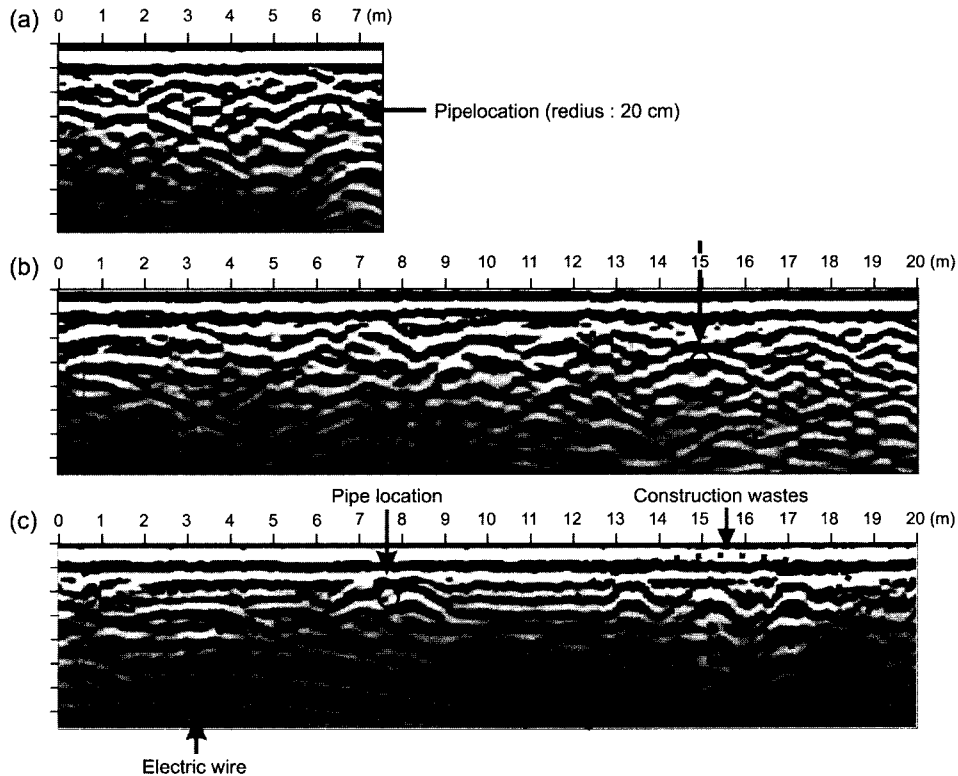 (a) 0 1 2 3 4 5 6 7 (m)
Pipelocation (redius : 20 cm)
(b) 0 1 2 3 4 5 6 7 8 9 10 11 12 13 14 15 16 17 18 19 20 (m)
Pipe location
Construction wastes
(c) 0 1 2 3 4 5 6 7 8 9 10 11 12 13 14 15 16 17 18 19 20 (m)
Electric wire